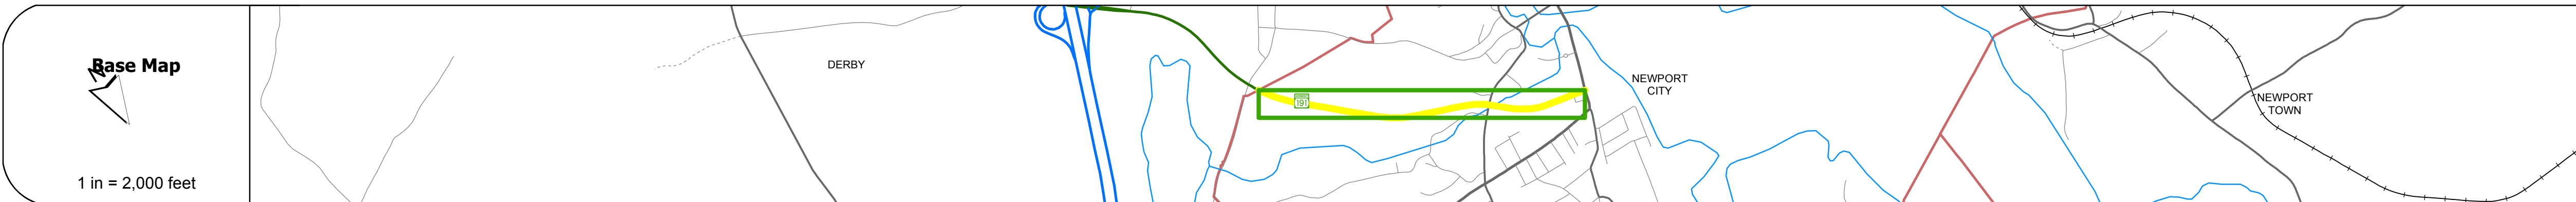 Base Map
N
1 in = 2,000 feet
DERBY
191
NEWPORT
CITY
NEWPORT
TOWN